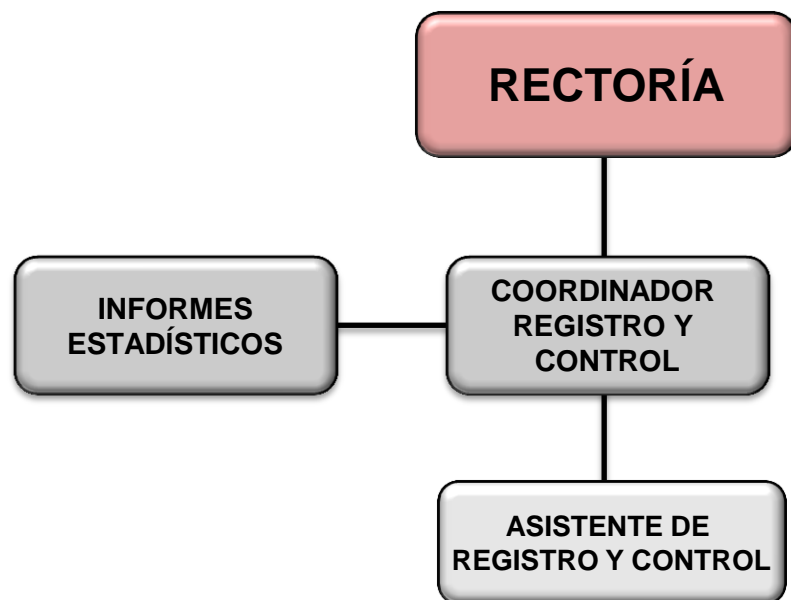 RECTORÍA
INFORMES
ESTADÍSTICOS
COORDINADOR
REGISTRO Y
CONTROL
ASISTENTE DE
REGISTRO Y CONTROL